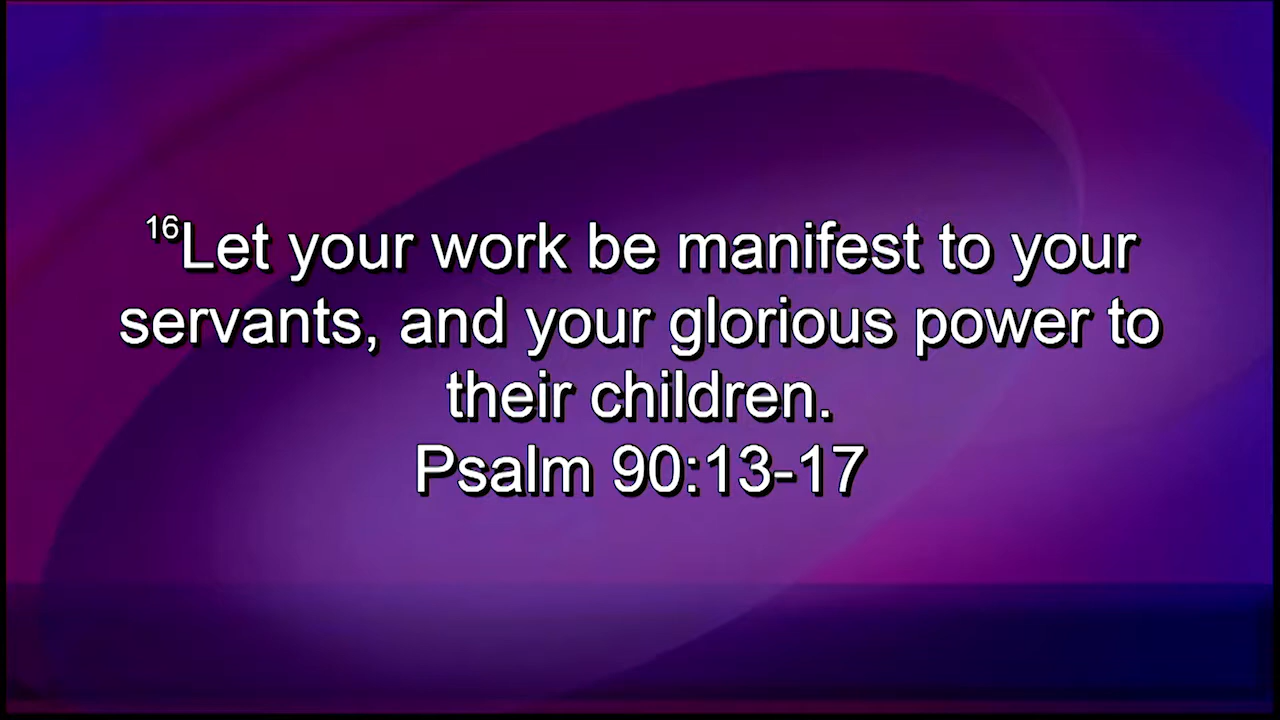 16Let your work be manifest to your
servants, and your glorious power to
their children.
Psalm 90:13-17